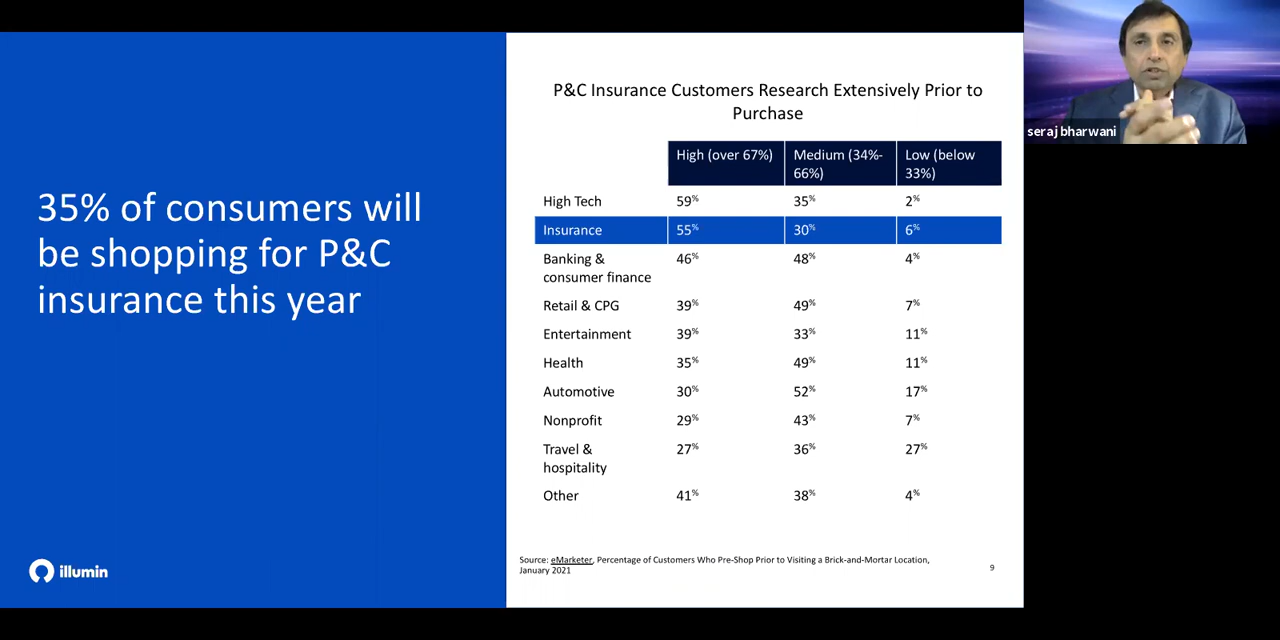 35% of consumers will
be shopping for P&C
insurance this year
illumin
P&C Insurance Customers Research Extensively Prior to
Purchase
High (over 67%) Medium (34%- Low (below
66%) 33%)
High Tech 59% 35% 2%
Insurance 55% 30% 6%
Banking & 46% 48% 4%
consumer finance
Retail & CPG 39% 49% 7%
Entertainment 39% 33% 11%
Health 35% 49% 11%
Automotive 30% 52% 17%
Nonprofit 29% 43% 7%
Travel & 27% 36% 27%
hospitality
Other 41% 38% 4%
Source: eMarketer, Percentage of Customers Who Pre-Shop Prior to Visiting a Brick-and-Mortar Location,
January 2021
9
seraj bharwani